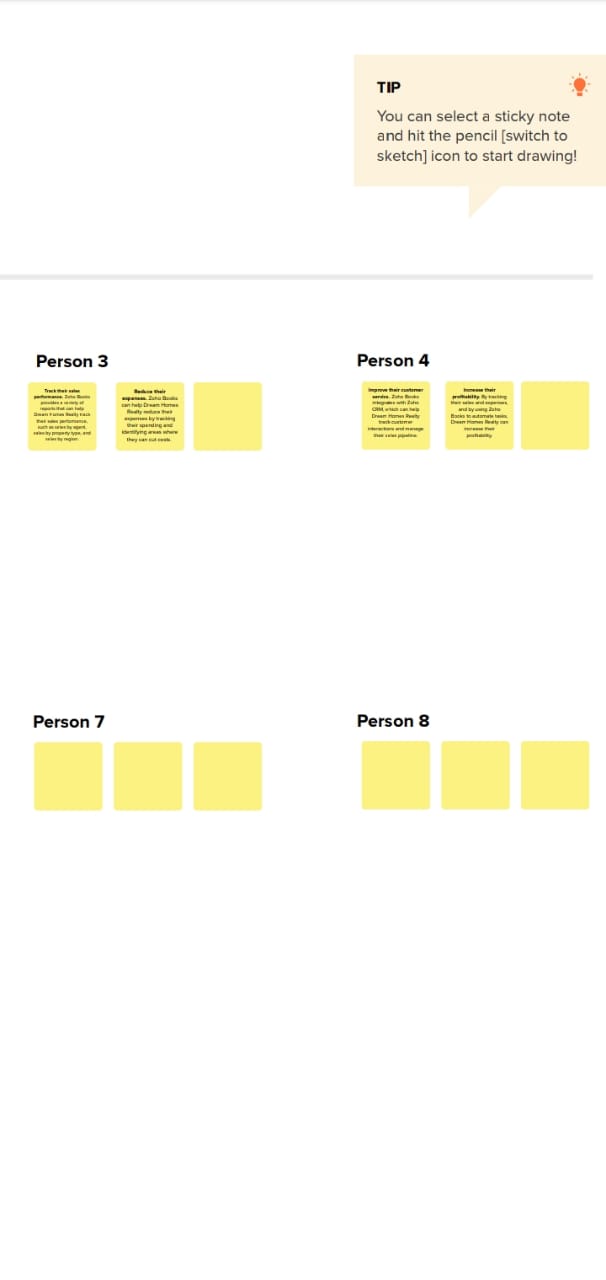 TIP
You can select a sticky note
and hit the pencil [switch to
sketch] icon to start drawing!
Person 3
Person 4
Track their sales
performance. Zoho Books
provides a variety of
reports that can help
Dream Homes Realty track
their sales performance,
such as sales by agent,
sales by property type, and
sales by region.
Reduce their
expenses. Zoho Books
can help Dream Homes
Realty reduce their
expenses by tracking
their spending and
identifying areas where
they can cut costs.
Improve their customer
service. Zoho Books
integrates with Zoho
CRM, which can help
Dream Homes Realty
track customer
interactions and manage
their sales pipeline.
Increase their
profitability. By tracking
their sales and expenses,
and by using Zoho
Books to automate tasks,
Dream Homes Realty can
increase their
profitability.
Person 7
Person 8